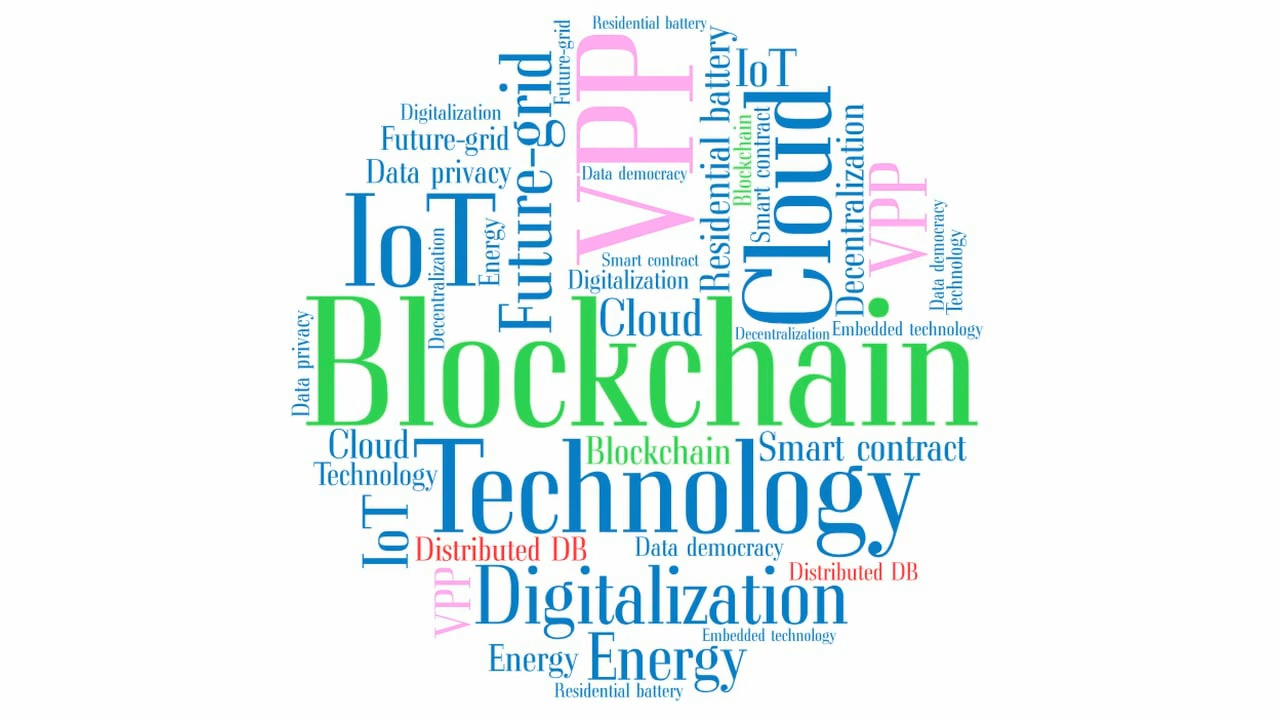 Residential battery
Future-grid
Future-grid
VPP
Residential battery
IoT
Digitalization
Future-grid
Data privacy
Data democracy
Blockchain
Smart contract
Cloud
Decentralization
VPP
IoT
Decentralization
Energy
Smart contract
Digitalization
Data democracy
Technology
Cloud
Decentralization
Embedded technology
Data privacy
Blockchain
Cloud
Technology
Blockchain
Smart contract
Technology
IoT
Distributed DB
Data democracy
Distributed DB
VPP
Digitalization
Embedded technology
Energy
Energy
Residential battery